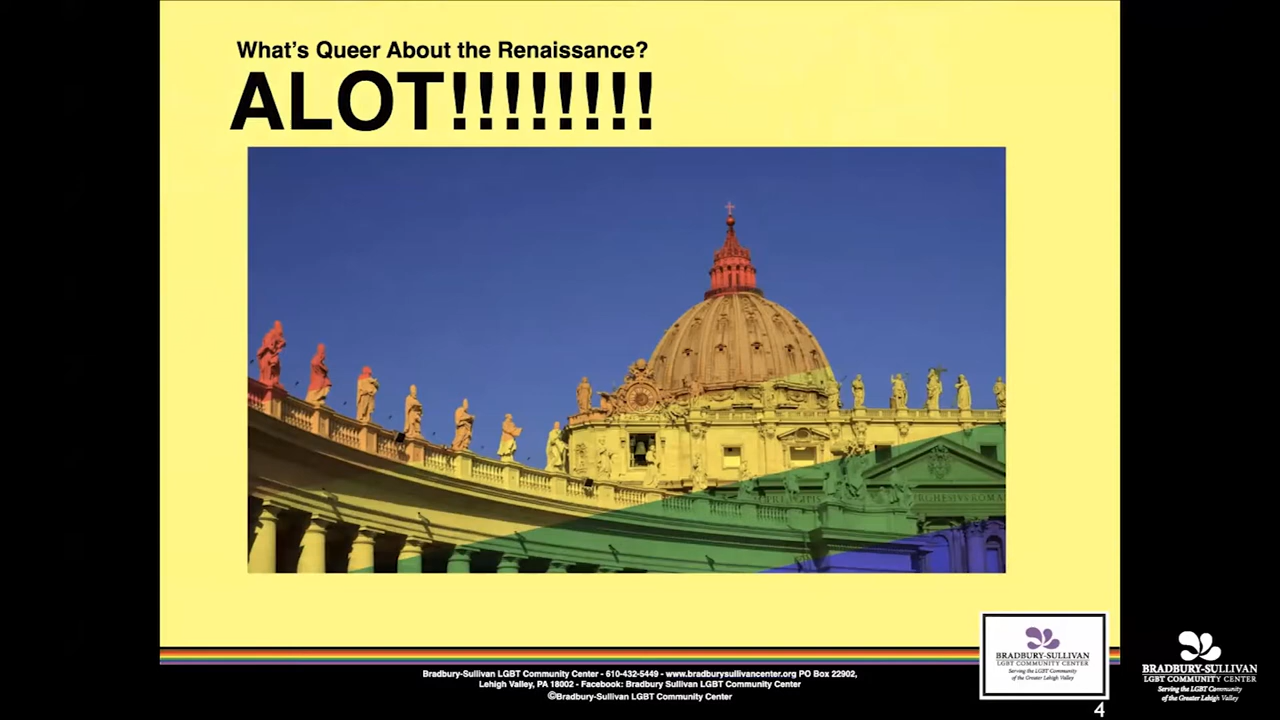 What's Queer About the Renaissance?
ALOT!!!!!!!!
BRADBURY-SULLIVAN
LGBT COMMUNITY CENTER
Serving the LGBT Community
of the Greater Lehigh Valley
Bradbury-Sullivan LGBT Community Center - 610-432-5449 - www.bradburysullivancenter.org PO Box 22902,
Lehigh Valley, PA 18002 - Facebook: Bradbury Sullivan LGBT Community Center
©Bradbury-Sullivan LGBT Community Center
4
BRADBURY-SULLIVAN
LGBT COMMUNITY CENTER
Serving the LGBT Community
of the Greater Lehigh Valley